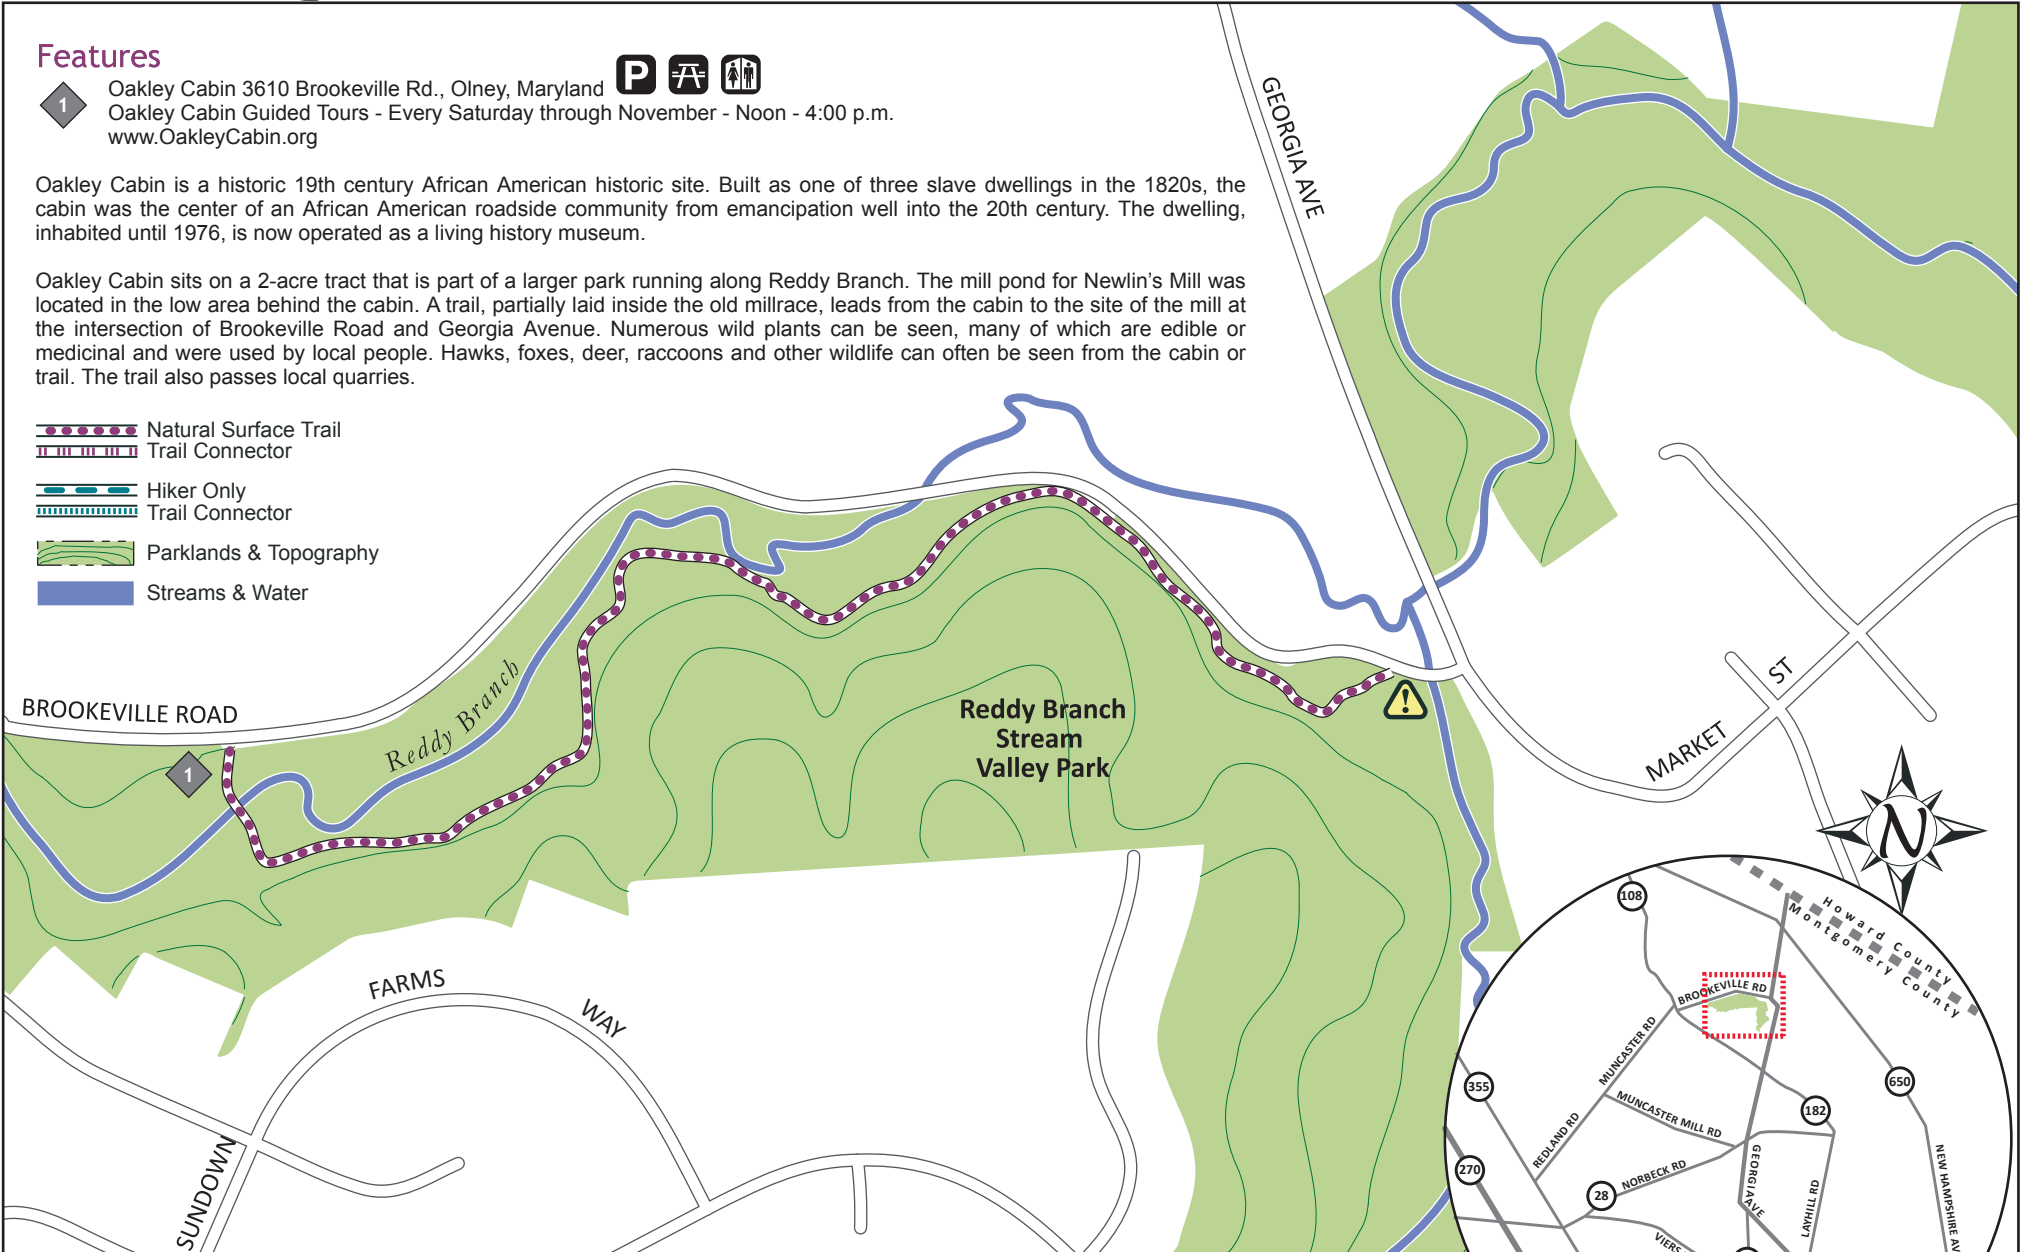 Features
P
1
Oakley Cabin 3610 Brookeville Rd., Olney, Maryland
Oakley Cabin Guided Tours - Every Saturday through November - Noon - 4:00 p.m.
www.OakleyCabin.org
Oakley Cabin is a historic 19th century African American historic site. Built as one of three slave dwellings in the 1820s, the
cabin was the center of an African American roadside community from emancipation well into the 20th century. The dwelling,
inhabited until 1976, is now operated as a living history museum.
Oakley Cabin sits on a 2-acre tract that is part of a larger park running along Reddy Branch. The mill pond for Newlin's Mill was
located in the low area behind the cabin. A trail, partially laid inside the old millrace, leads from the cabin to the site of the mill at
the intersection of Brookeville Road and Georgia Avenue. Numerous wild plants can be seen, many of which are edible or
medicinal and were used by local people. Hawks, foxes, deer, raccoons and other wildlife can often be seen from the cabin or
trail. The trail also passes local quarries.
Natural Surface Trail
Trail Connector
Hiker Only
Trail Connector
Parklands & Topography
Streams & Water
GEORGIA AVE
BROOKEVILLE ROAD
Reddy Branch
1
Reddy Branch
Stream
Valley Park
!
MARKET ST
N
FARMS WAY
SUNDOWN
108
Howard County
Montgomery County
BROOKEVILLE RD
MUNCASTER RD
355
650
182
MUNCASTER MILL RD
REDLAND RD
270
NORBECK RD
28
GEORGIA AVE
LAYHILL RD
NEW HAMPSHIRE AV
VIERS